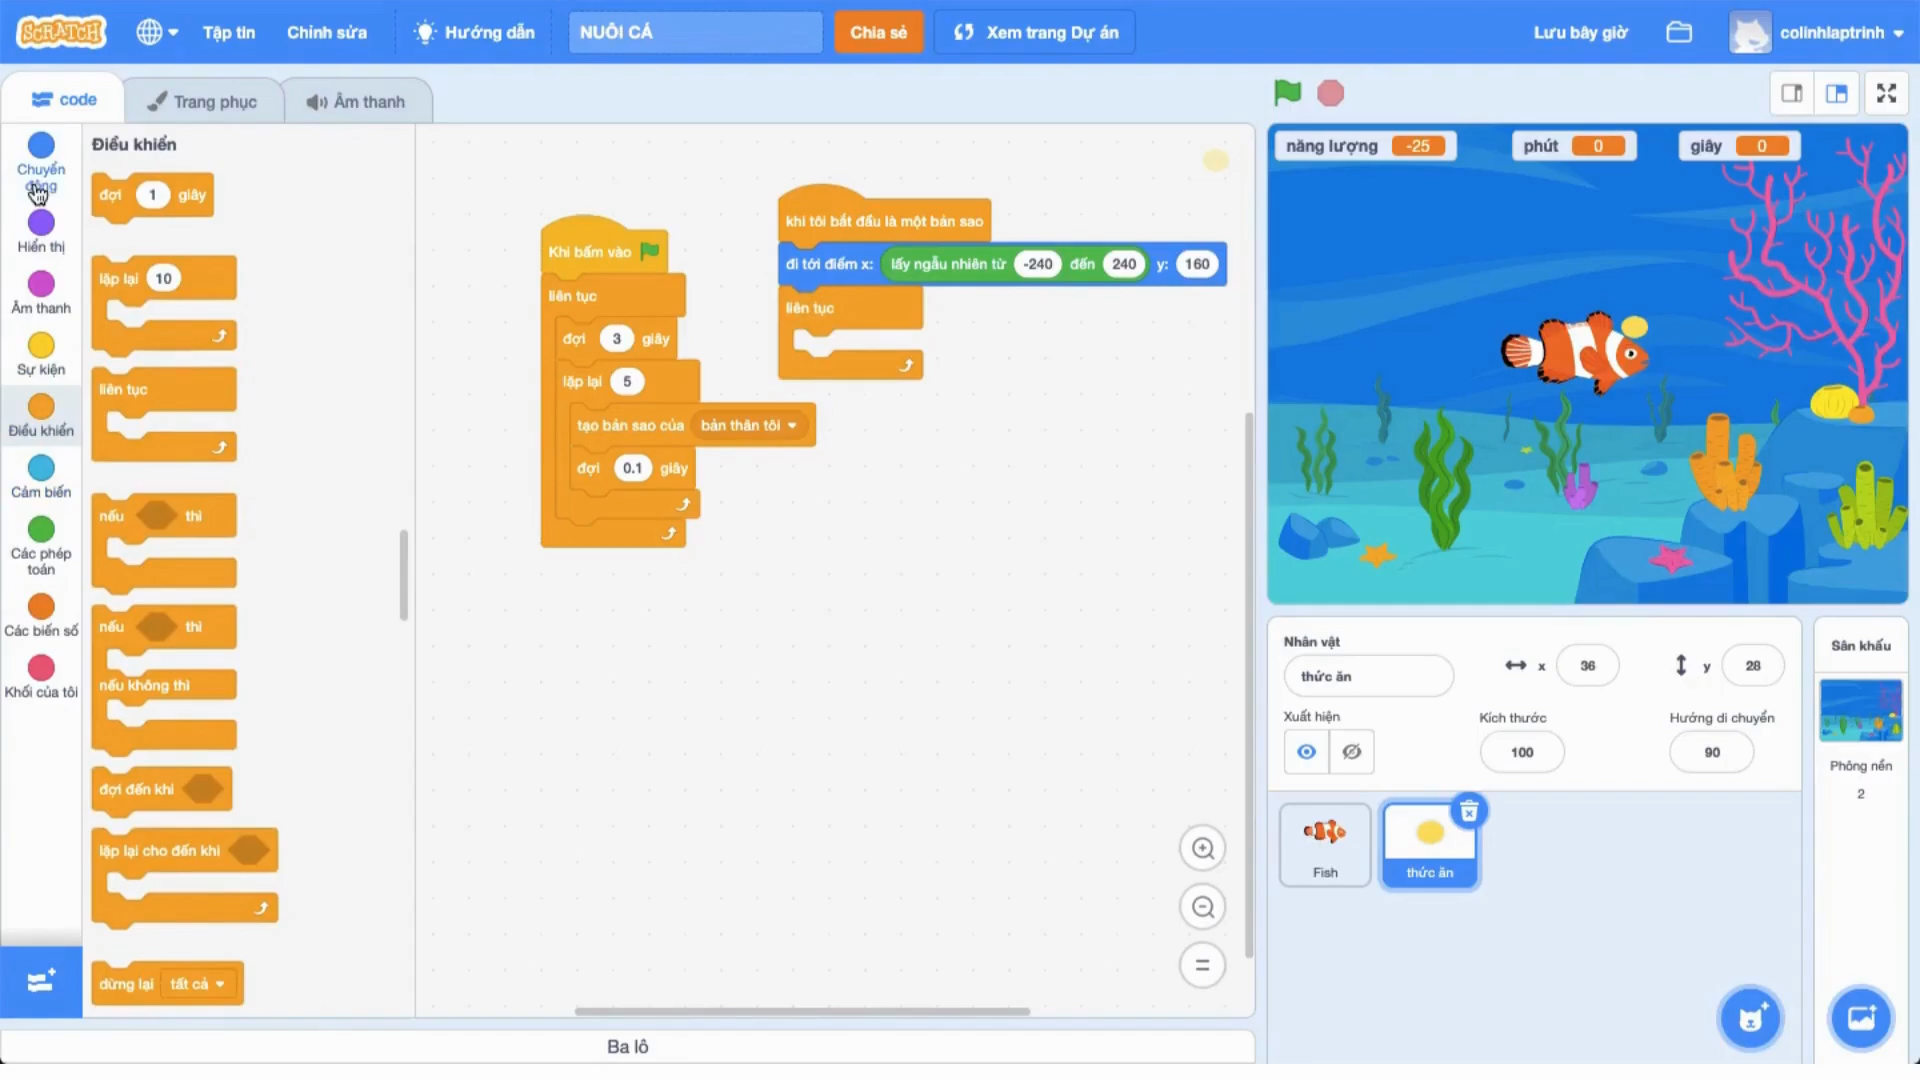 SCRATCH
Tập tin
Chỉnh sửa
Hướng dẫn
NUÔI CÁ
Chia sẻ
Xem trang Dự án
Lưu bây giờ
colinhlaptrinh
code
Trang phục
Âm thanh
Chuyển
động
Hiển thị
Âm thanh
Sự kiện
Điều khiển
Cảm biến
Các phép
toán
Các biến số
Khối của tôi
Điều khiển
đợi 1 giây
lặp lại 10
liên tục
nếu thì
nếu thì
nếu không thì
đợi đến khi
lặp lại cho đến khi
dừng lại tất cả
Khi bấm vào
liên tục
đợi 3 giây
lặp lại 5
tạo bản sao của bản thân tôi
đợi 0.1 giây
khi tôi bắt đầu là một bản sao
đi tới điểm x: lấy ngẫu nhiên từ -240 đến 240 y: 160
liên tục
năng lượng -25
phút 0
giây 0
Nhân vật
thức ăn
x 36
y 28
Xuất hiện
Kích thước
100
Hướng di chuyển
90
Fish
thức ăn
Sân khấu
Phông nền
2
Ba lô